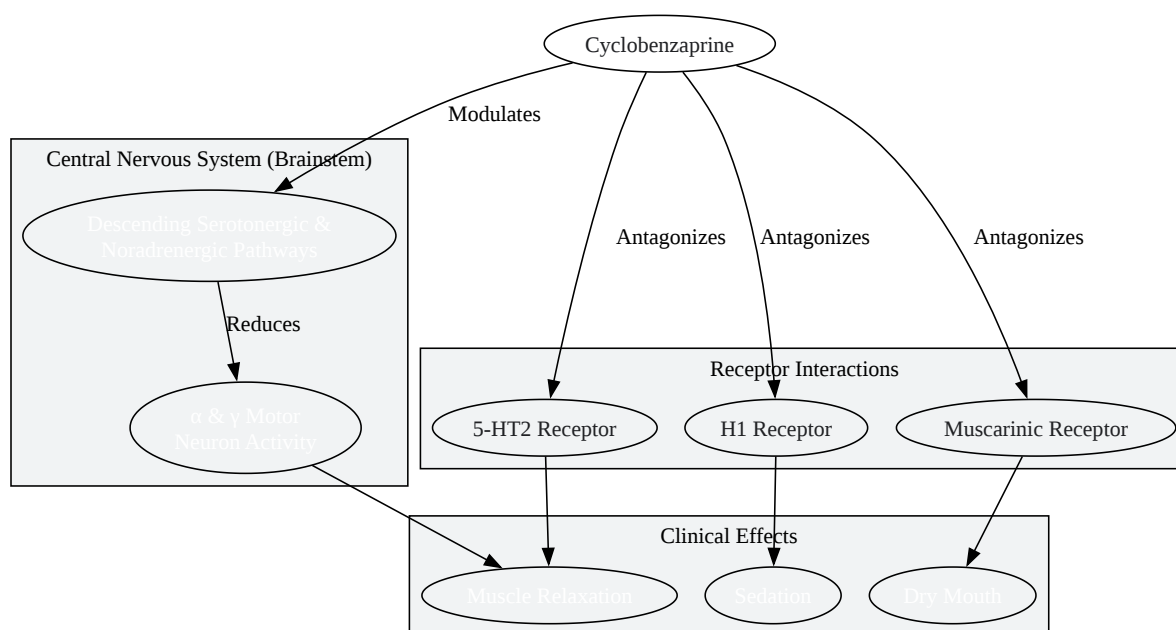 Cyclobenzaprine
Modulates
Central Nervous System (Brainstem)
Descending Serotonergic &
Noradrenergic Pathways
Antagonizes
Antagonizes
Antagonizes
Reduces
Receptor Interactions
α & γ Motor
Neuron Activity
5-HT2 Receptor
H1 Receptor
Muscarinic Receptor
Clinical Effects
Muscle Relaxation
Sedation
Dry Mouth